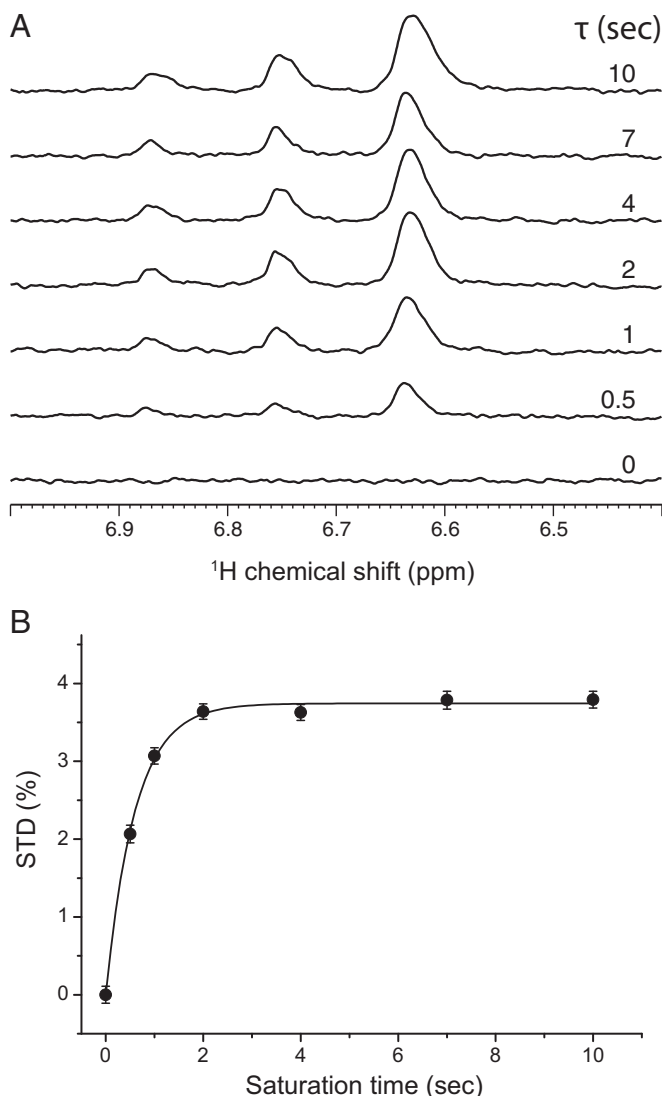 A
τ (sec)
10
7
4
2
1
0.5
0
6.9 6.8 6.7 6.6 6.5
¹H chemical shift (ppm)
B
4
3
2
1
0
STD (%)
0 2 4 6 8 10
Saturation time (sec)